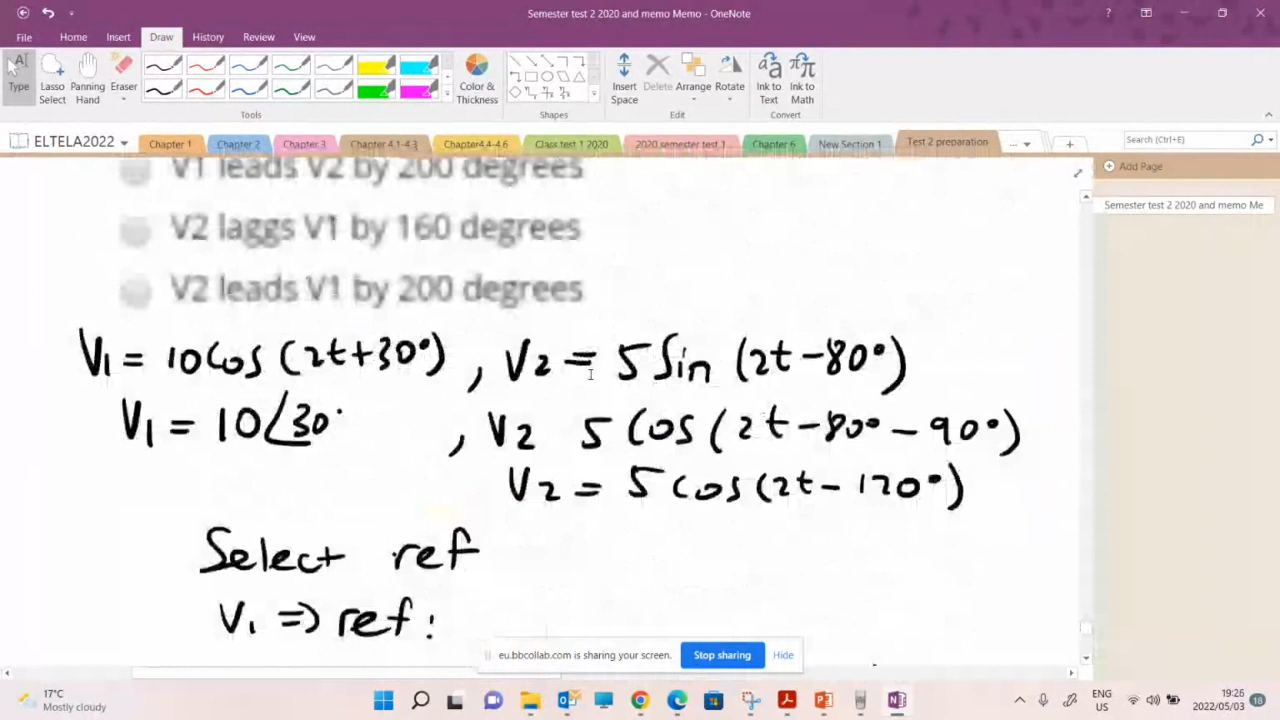 Semester test 2 2020 and memo Memo - OneNote
File Home Insert Draw History Review View
Type Lasso Select Panning Hand Eraser Color & Thickness Insert Space Delete Arrange Rotate Ink to Text Ink to Math
Tools Shapes Edit Convert
ELTELA2022 Chapter 1 Chapter 2 Chapter 3 Chapter 4.1-4.3 Chapter4.4-4.6 Class test 1 2020 2020 semester test 1... Chapter 6 New Section 1 Test 2 preparation Search (Ctrl+E)
Add Page
Semester test 2 2020 and memo Me
V1 leads V2 by 200 degrees
V2 laggs V1 by 160 degrees
V2 leads V1 by 200 degrees
V1 = 10 cos (2t+30°) , V2 = 5 Sin (2t-80°)
V1 = 10∠30° , V2 5 cos (2t-80°-90°)
V2 = 5 cos (2t-170°)
Select ref
V1 => ref:
eu.bbcollab.com is sharing your screen. Stop sharing Hide
17°C
Mostly cloudy
ENG
US
19:26
2022/05/03
18